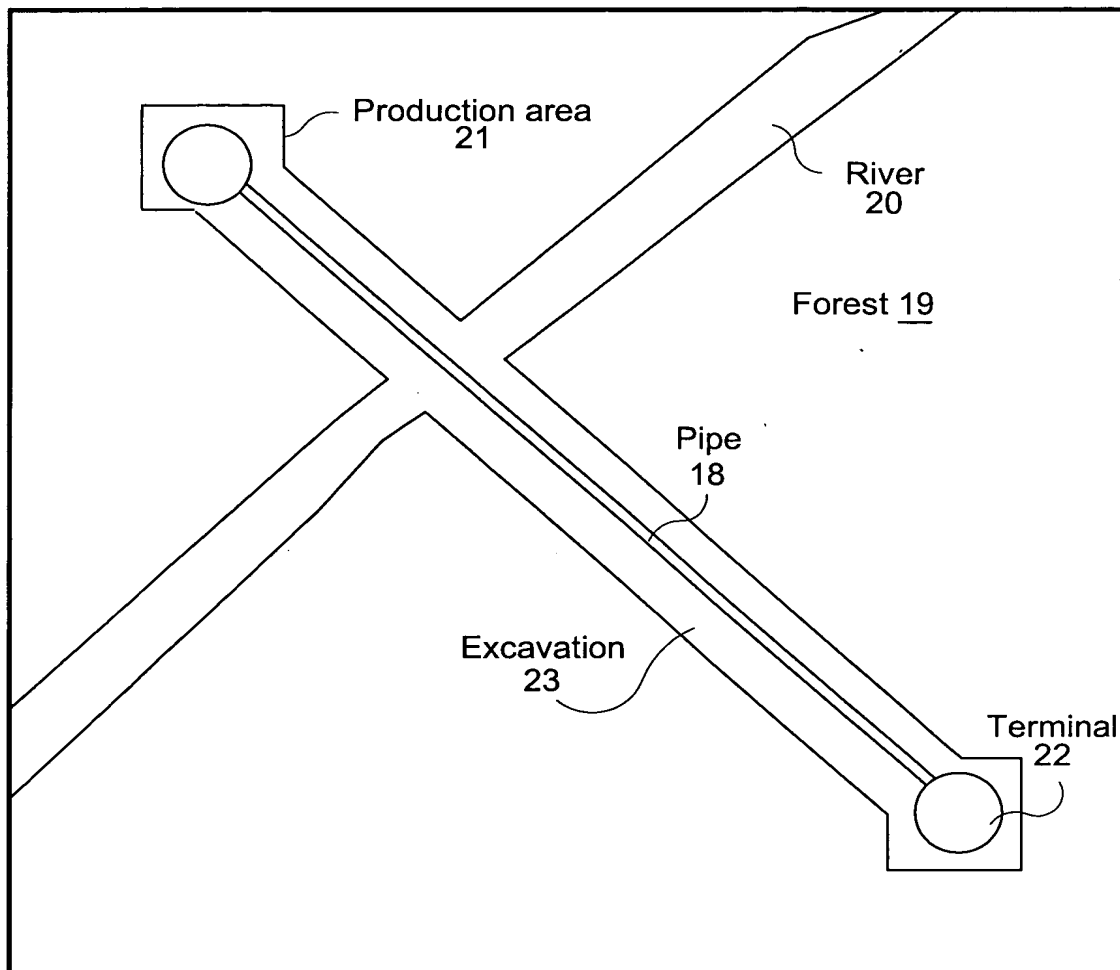 Production area
21
River
20
Forest 19
Pipe
18
Excavation
23
Terminal
22